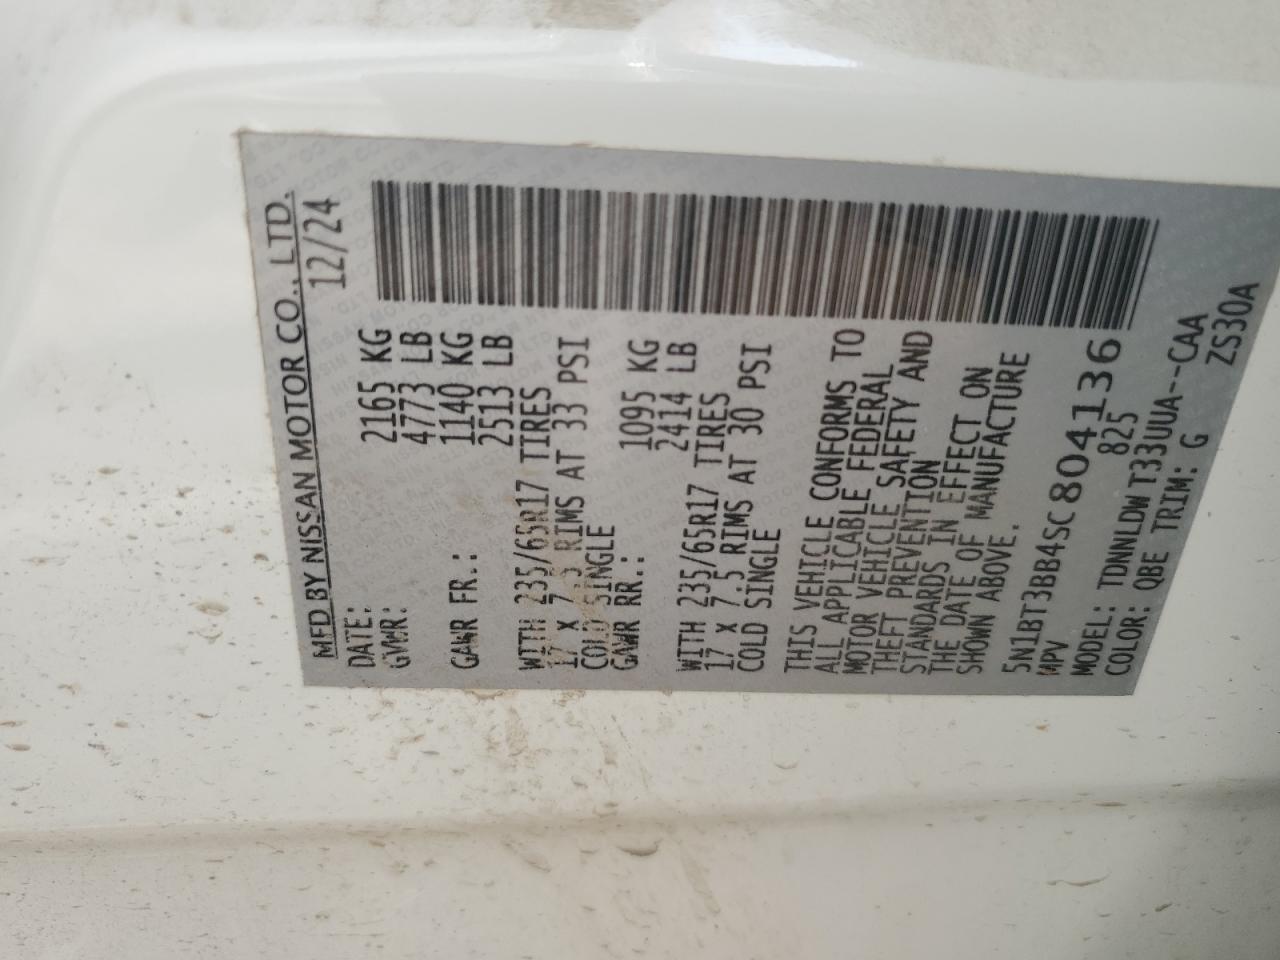 MFD BY NISSAN MOTOR CO., LTD.
DATE: 12/24
GVWR: 2165 KG
4773 LB
GAWR FR.: 1140 KG
2513 LB
WITH 235/65R17 TIRES
17 x 7.5 RIMS AT 33 PSI
COLD SINGLE
GAWR RR.: 1095 KG
2414 LB
WITH 235/65R17 TIRES
17 x 7.5 RIMS AT 30 PSI
COLD SINGLE
THIS VEHICLE CONFORMS TO
ALL APPLICABLE FEDERAL
MOTOR VEHICLE SAFETY AND
THEFT PREVENTION
STANDARDS IN EFFECT ON
THE DATE OF MANUFACTURE
SHOWN ABOVE.
5N1BT3BB4SC804136
MPV 825
MODEL: TDNNLDW T33UUA--CAA
COLOR: QBE TRIM: G ZS30A